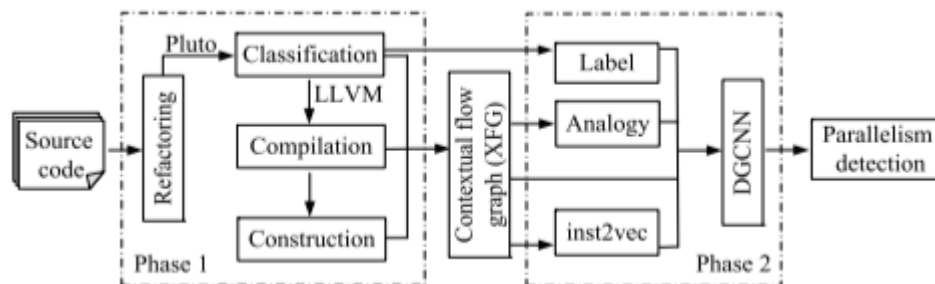 Source
code
Refactoring
Pluto
Classification
LLVM
Compilation
Construction
Phase 1
Contextual flow
graph (XFG)
Label
Analogy
inst2vec
DGCNN
Phase 2
Parallelism
detection